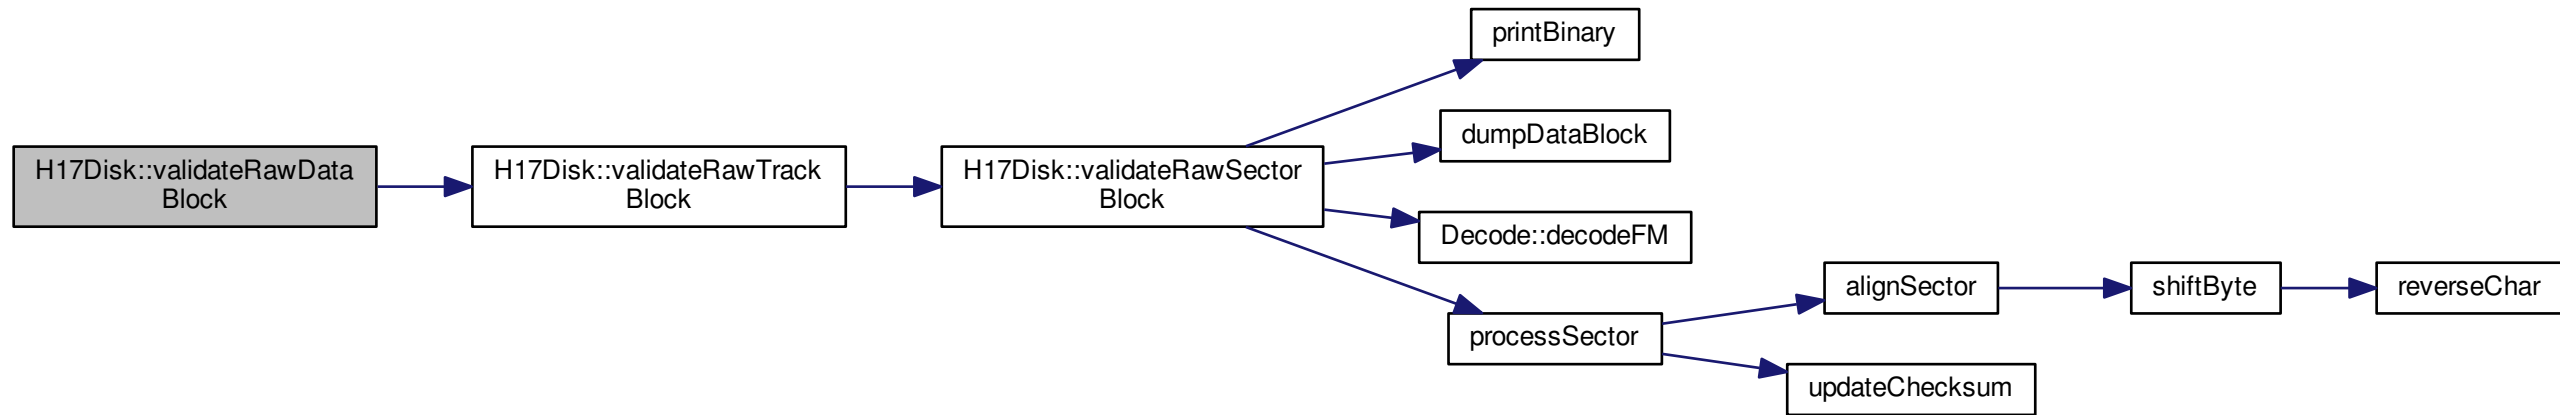 H17Disk::validateRawData
Block
H17Disk::validateRawTrack
Block
H17Disk::validateRawSector
Block
printBinary
dumpDataBlock
Decode::decodeFM
processSector
alignSector
shiftByte
reverseChar
updateChecksum